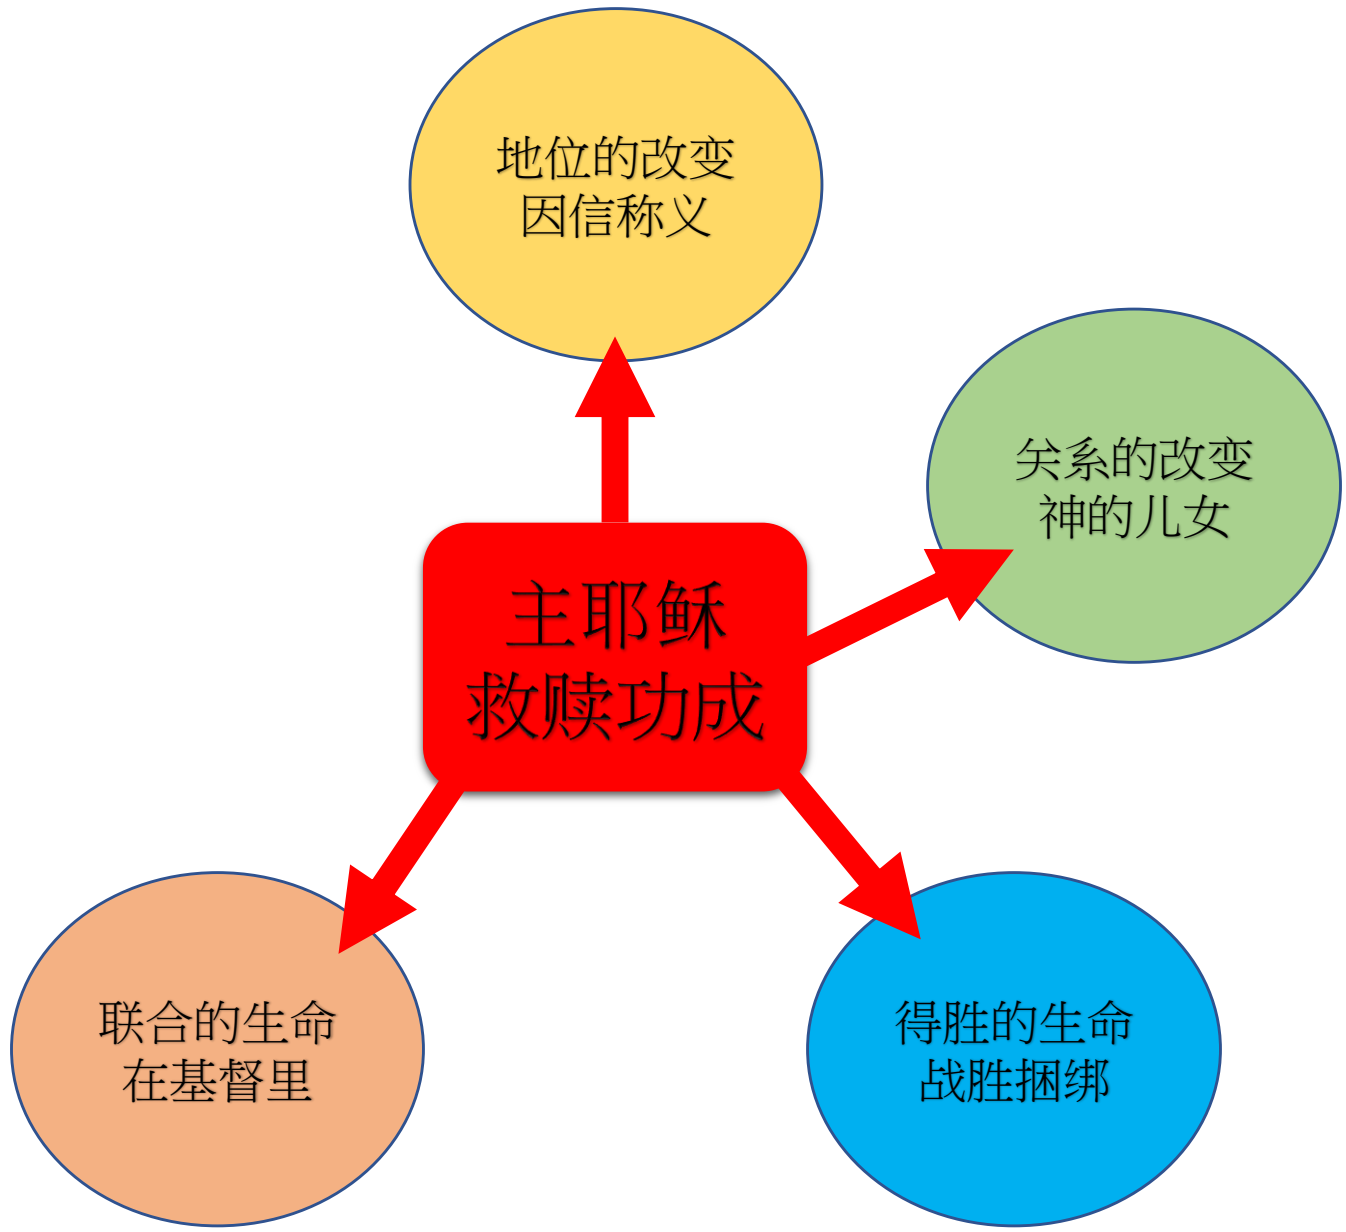 地位的改变
因信称义
关系的改变
神的儿女
主耶稣
救赎功成
联合的生命
在基督里
得胜的生命
战胜捆绑